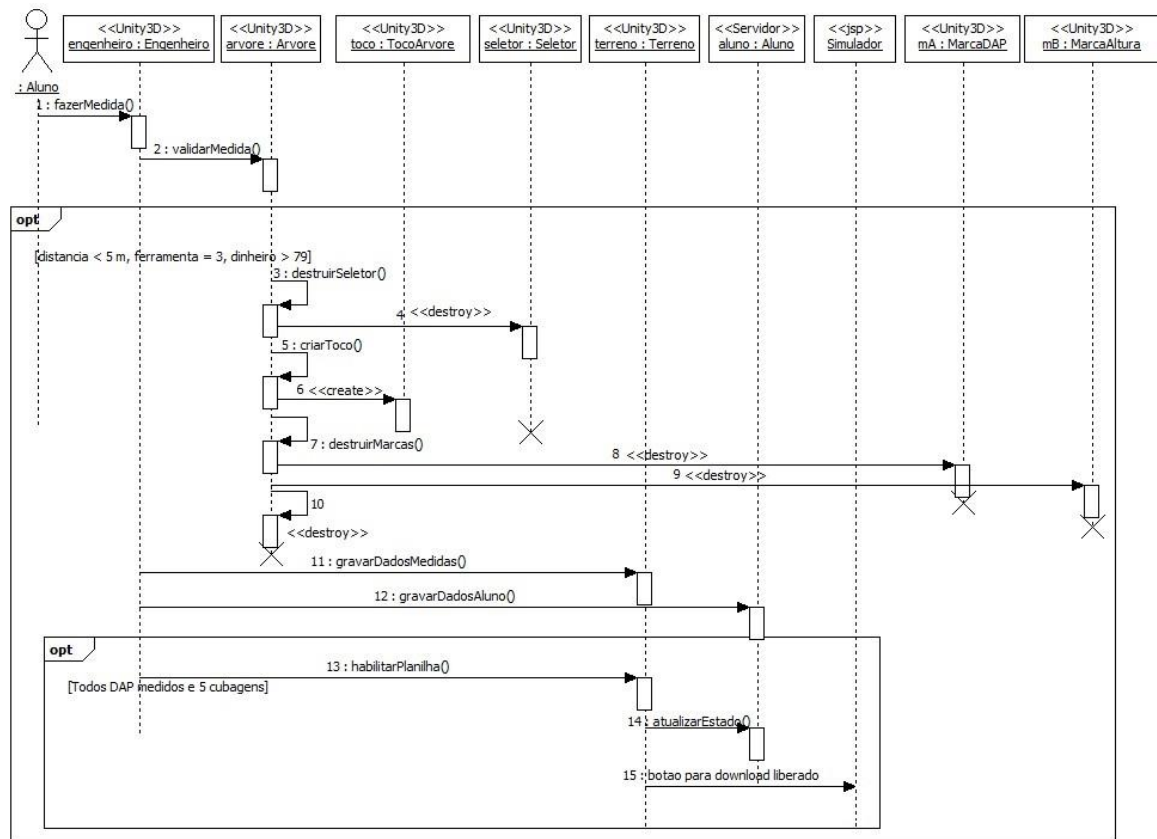 <<Unity3D>>
engenheiro : Engenheiro
<<Unity3D>>
arvore : Arvore
<<Unity3D>>
toco : TocoArvore
<<Unity3D>>
seletor : Seletor
<<Unity3D>>
terreno : Terreno
<<Servidor>>
aluno : Aluno
<<jsp>>
Simulador
<<Unity3D>>
mA : MarcaDAP
<<Unity3D>>
mB : MarcaAltura
: Aluno
1 : fazerMedida()
2 : validarMedida()
opt
[distancia < 5 m, ferramenta = 3, dinheiro > 79]
3 : destruirSeletor()
4 <<destroy>>
5 : criarToco()
6 <<create>>
7 : destruirMarcas()
8 <<destroy>>
9 <<destroy>>
10
<<destroy>>
11 : gravarDadosMedidas()
12 : gravarDadosAluno()
opt
13 : habilitarPlanilha()
[Todos DAP medidos e 5 cubagens]
14 : atualizarEstado()
15 : botao para download liberado